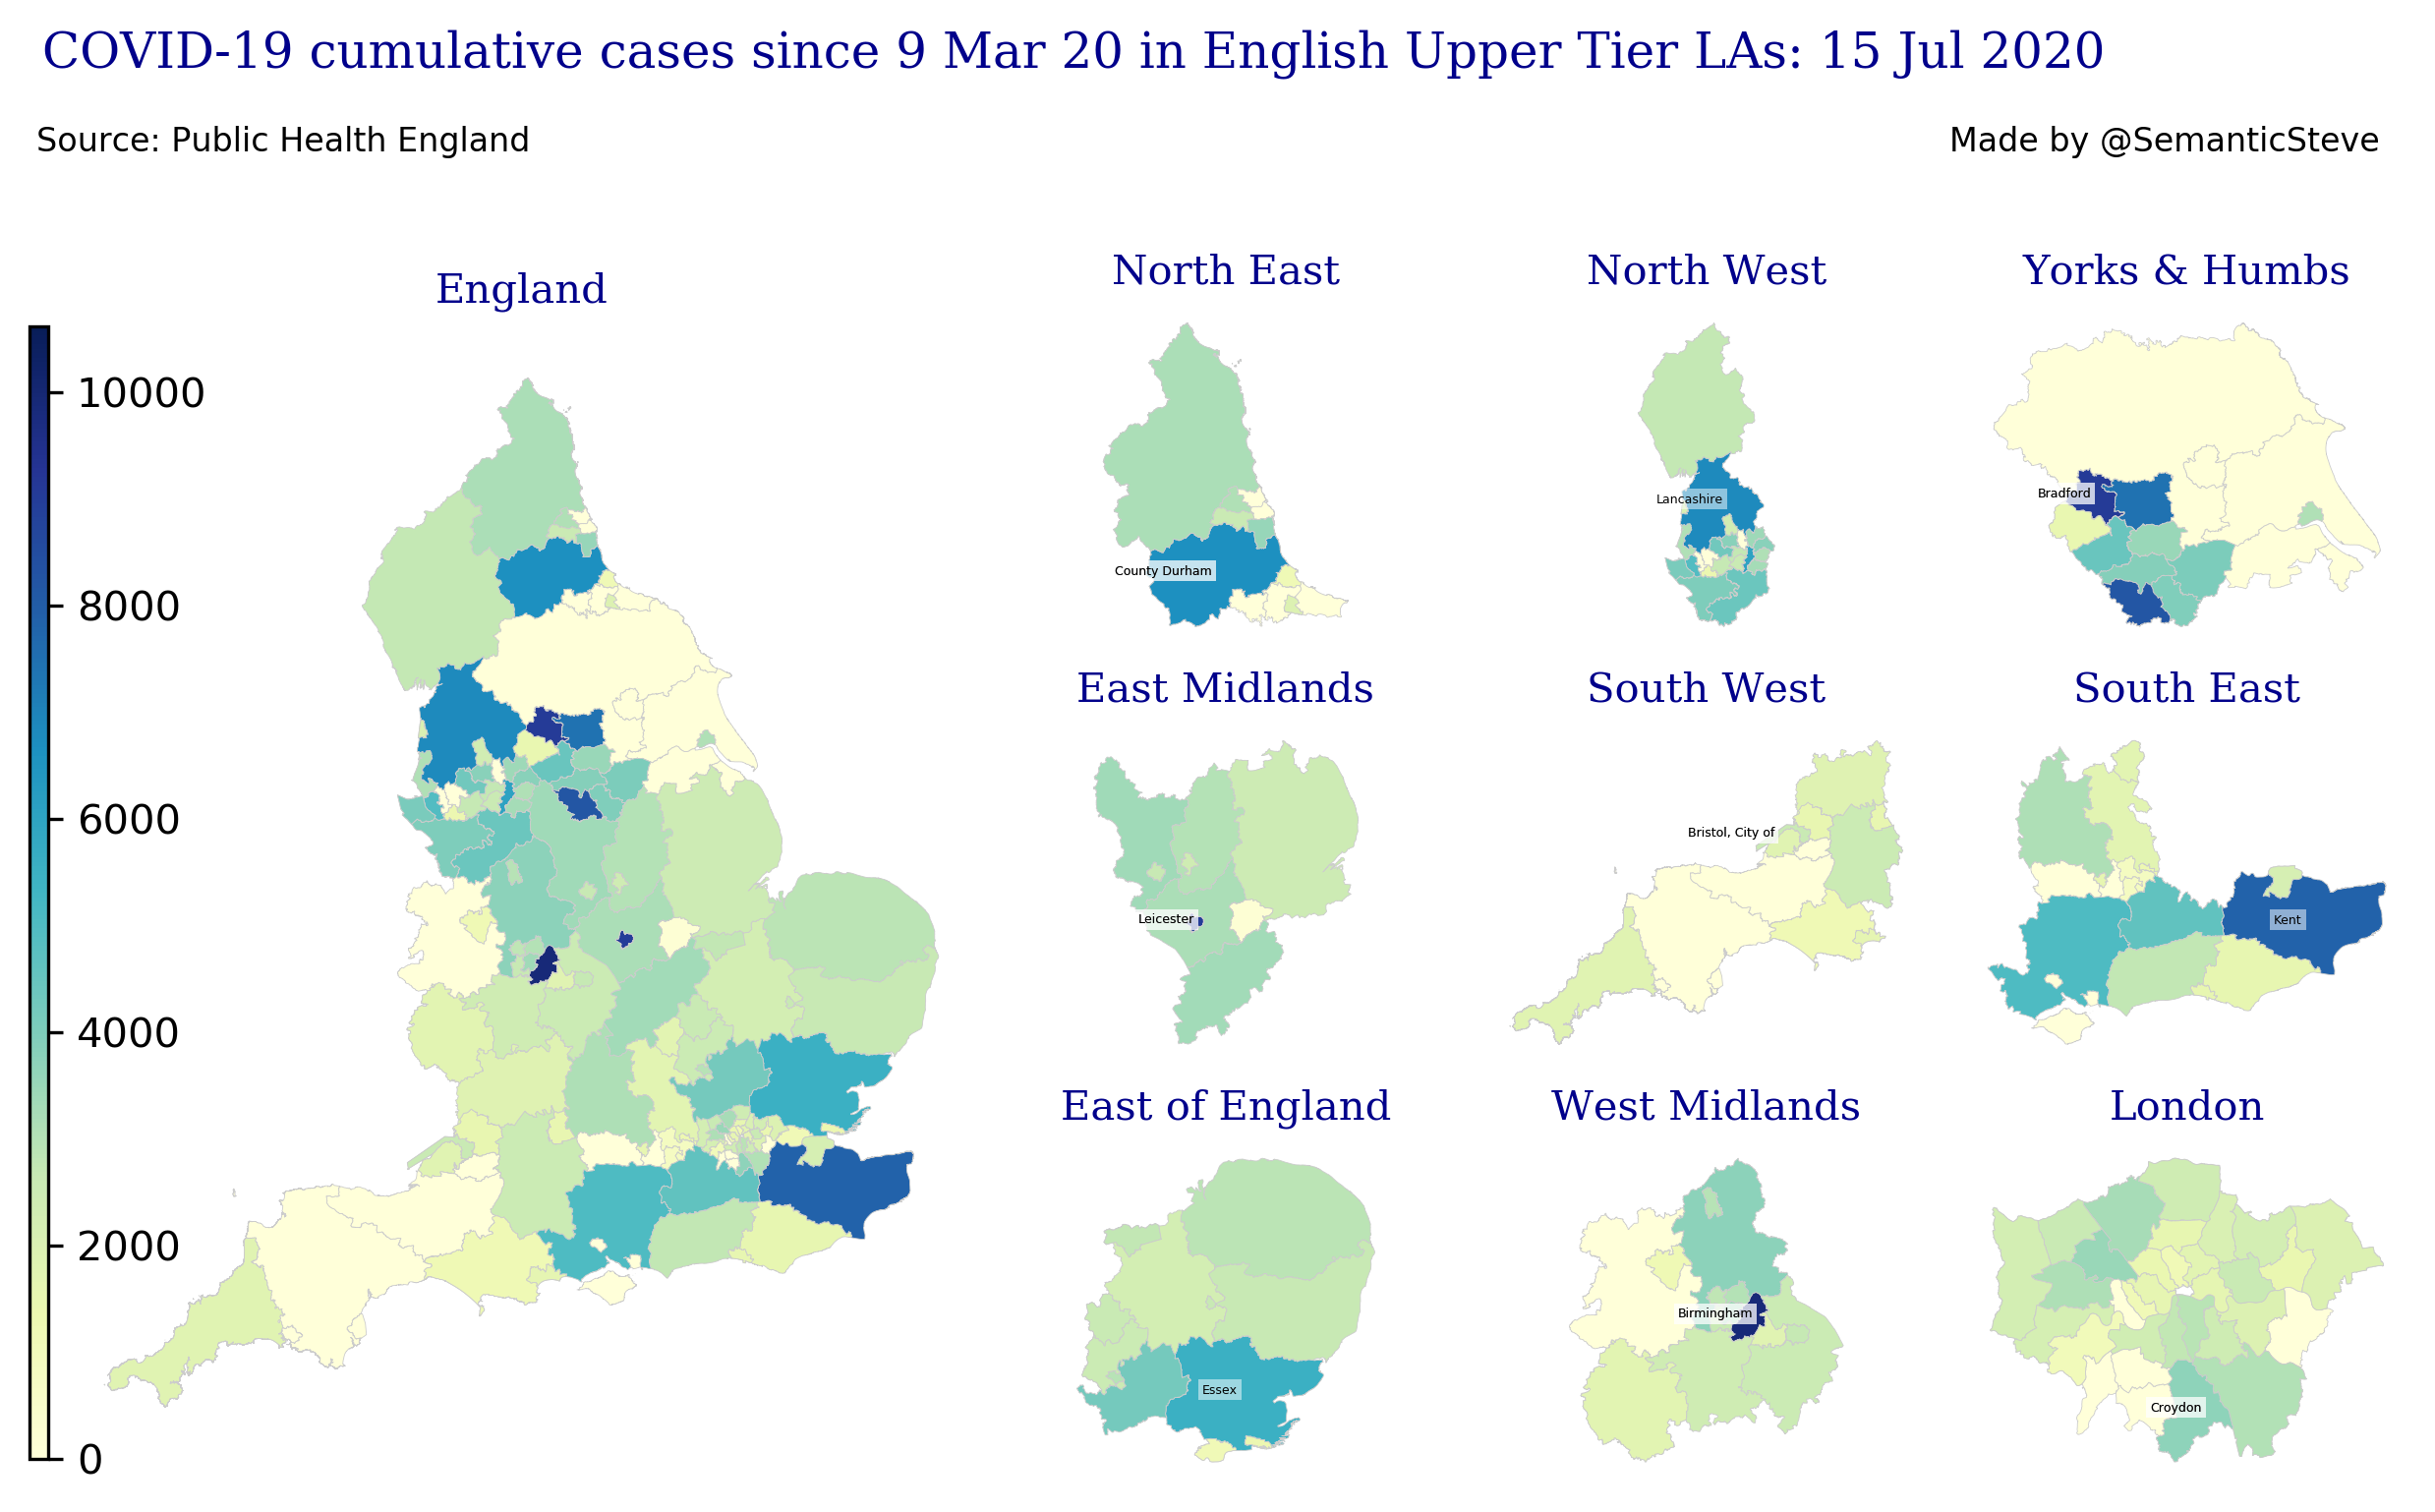 COVID-19 cumulative cases since 9 Mar 20 in English Upper Tier LAs: 15 Jul 2020
Source: Public Health England
Made by @SemanticSteve
England
10000
8000
6000
4000
2000
0
North East
County Durham
North West
Lancashire
Yorks & Humbs
Bradford
East Midlands
Leicester
South West
Bristol, City of
South East
Kent
East of England
Essex
West Midlands
Birmingham
London
Croydon